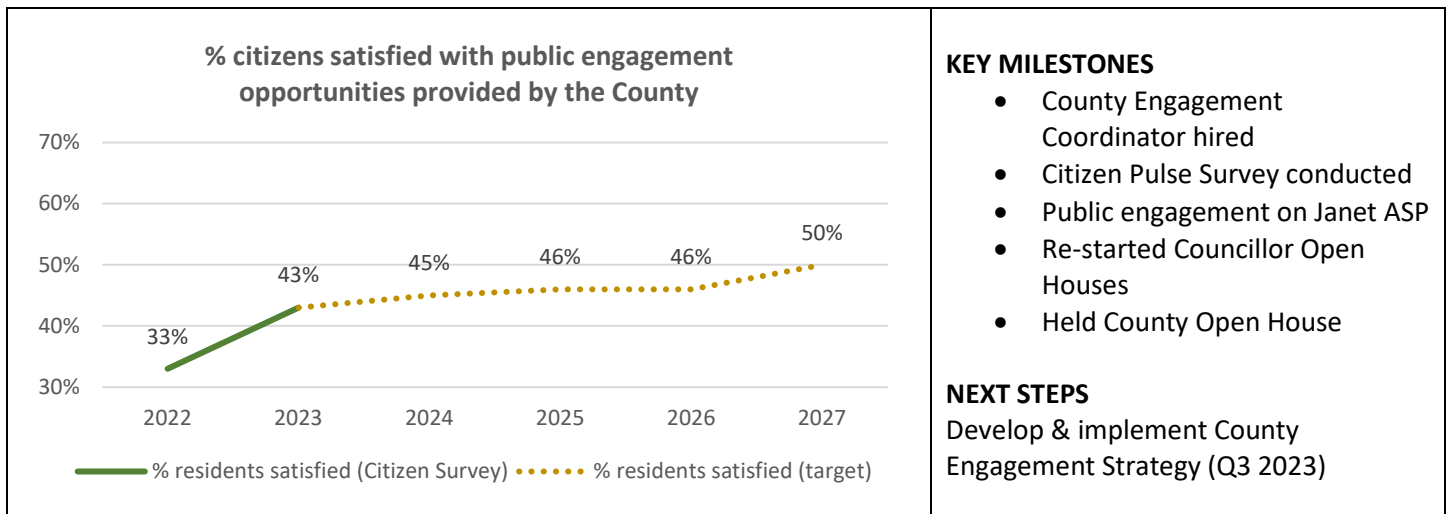 % citizens satisfied with public engagement
opportunities provided by the County
70%
60%
50%
40%
30%
33%
43%
45%
46%
46%
50%
2022
2023
2024
2025
2026
2027
% residents satisfied (Citizen Survey)
% residents satisfied (target)
KEY MILESTONES
• County Engagement
Coordinator hired
• Citizen Pulse Survey conducted
• Public engagement on Janet ASP
• Re-started Councillor Open
Houses
• Held County Open House
NEXT STEPS
Develop & implement County
Engagement Strategy (Q3 2023)